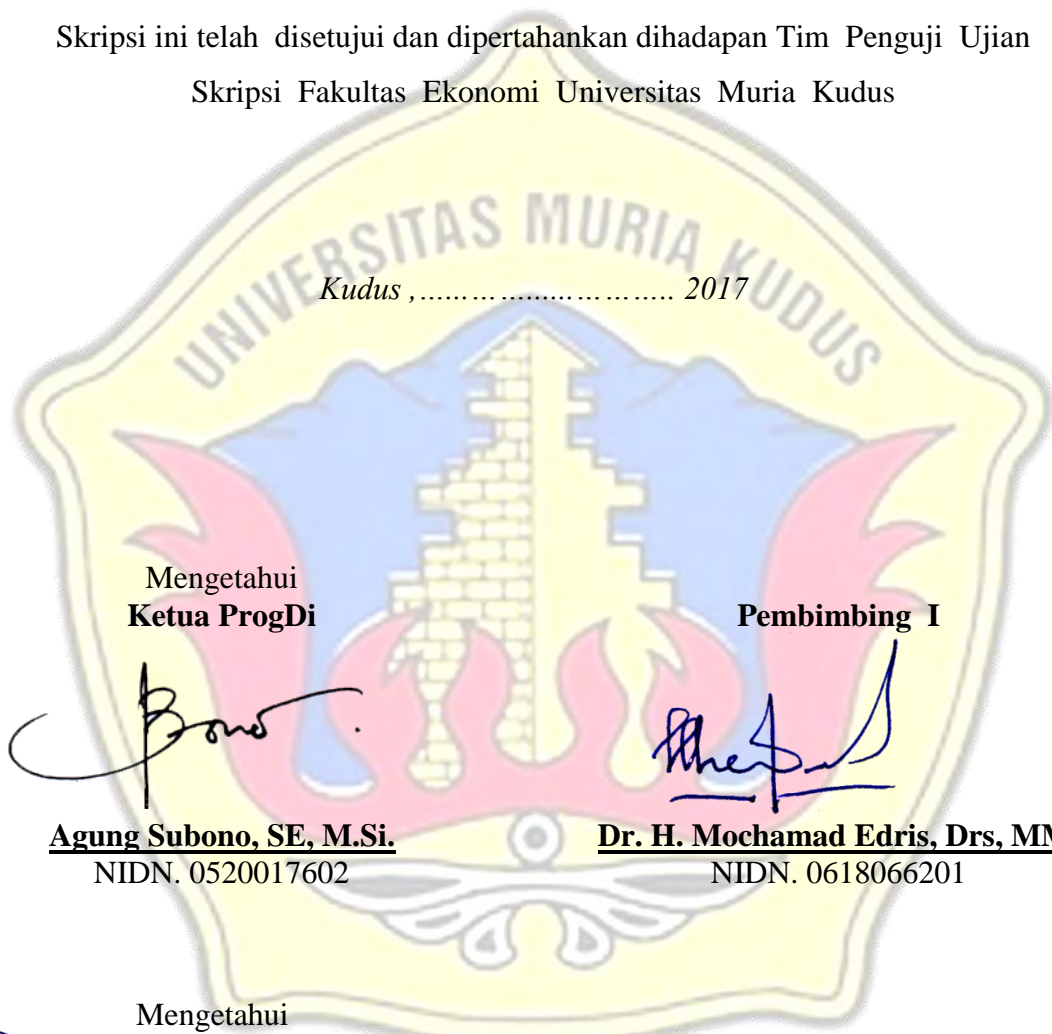 Skripsi ini telah disetujui dan dipertahankan dihadapan Tim Penguji Ujian
Skripsi Fakultas Ekonomi Universitas Muria Kudus
UNIVERSITAS MURIA KUDUS
Kudus ,……………………….. 2017
Mengetahui
Ketua ProgDi
Pembimbing I
Bono
Agung Subono, SE, M.Si.
Dr. H. Mochamad Edris, Drs, MM
NIDN. 0520017602
NIDN. 0618066201
Mengetahui